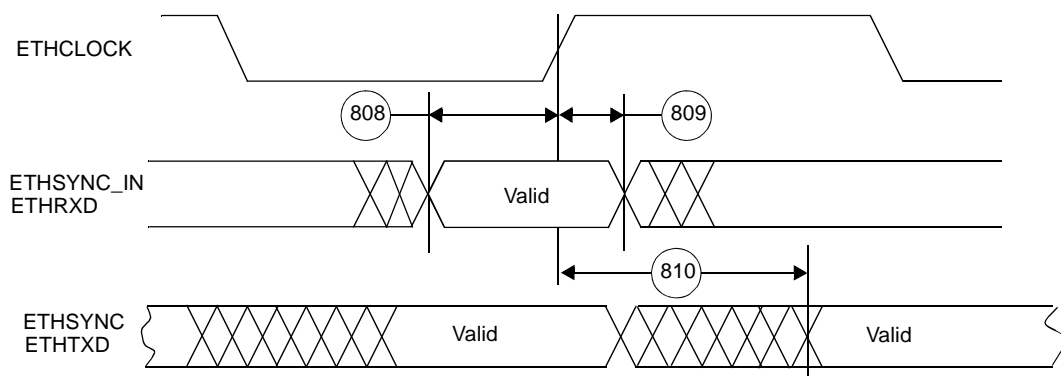 ETHCLOCK
808
809
ETHSYNC_IN
ETHRXD
Valid
810
ETHSYNC
ETHTXD
Valid
Valid